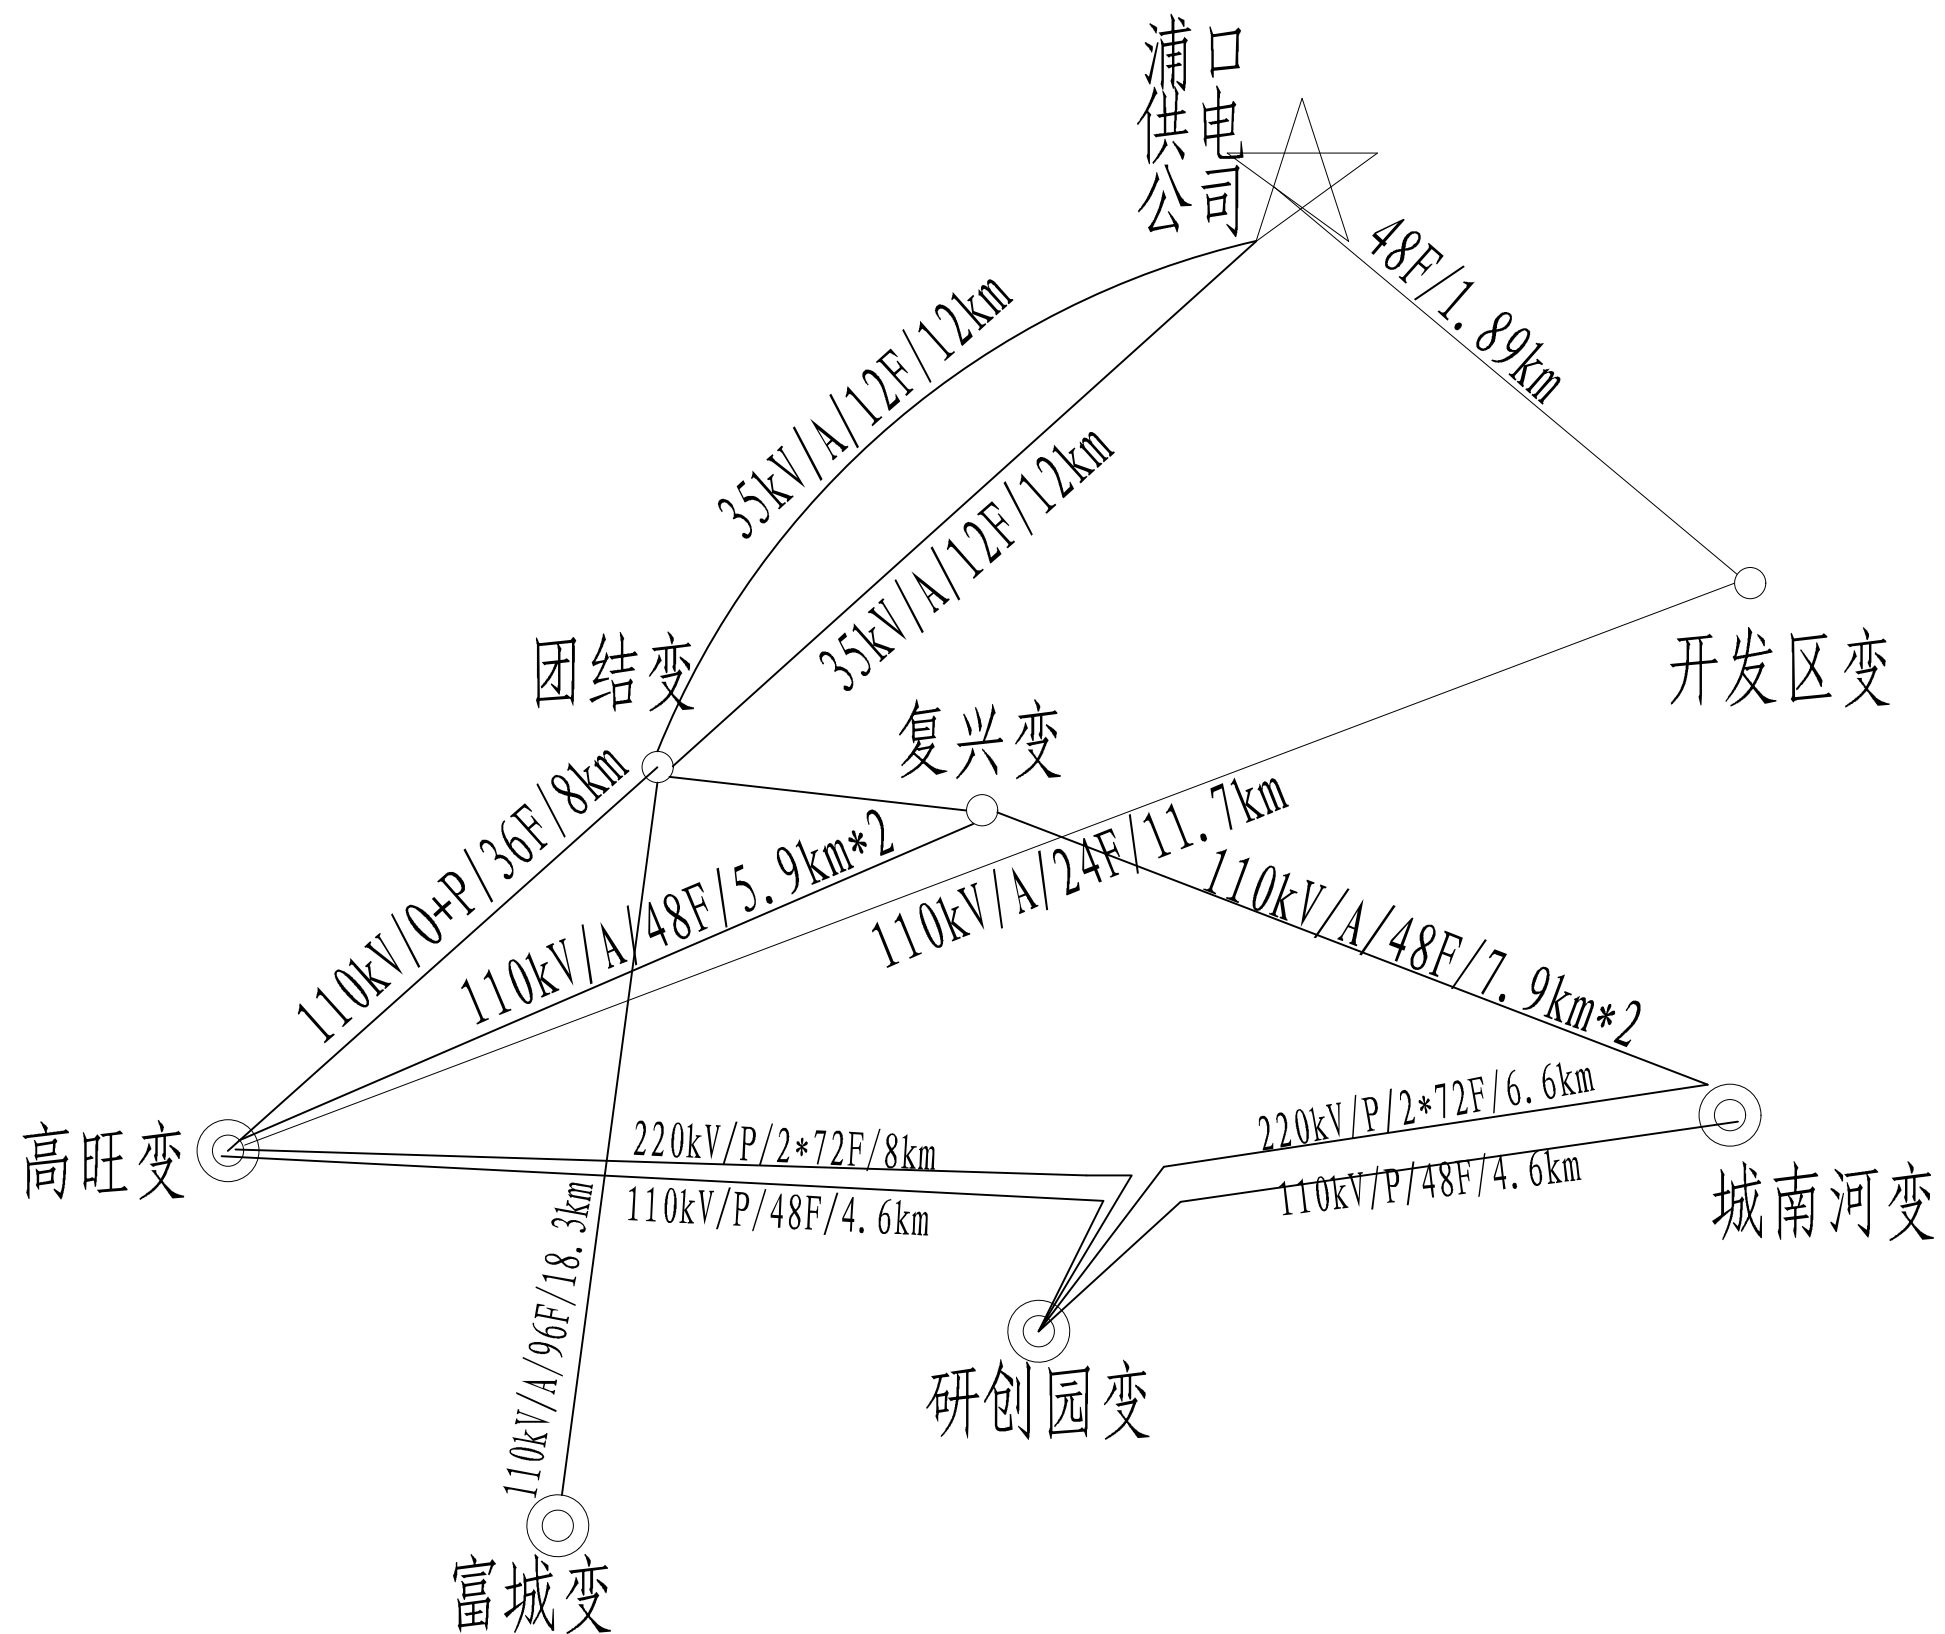 浦口
供电
公司
48F/1.89km
35kV/A/12F/12km
35kV/A/12F/12km
团结变
开发区变
复兴变
110kV/O+P/36F/8km
110kV/A/48F/5.9km*2
110kV/A/24F/11.7km
110kV/A/48F/7.9km*2
高旺变
220kV/P/2*72F/8km
220kV/P/2*72F/6.6km
110kV/P/48F/4.6km
110kV/P/48F/4.6km
城南河变
110kV/A/96F/18.3km
研创园变
富城变